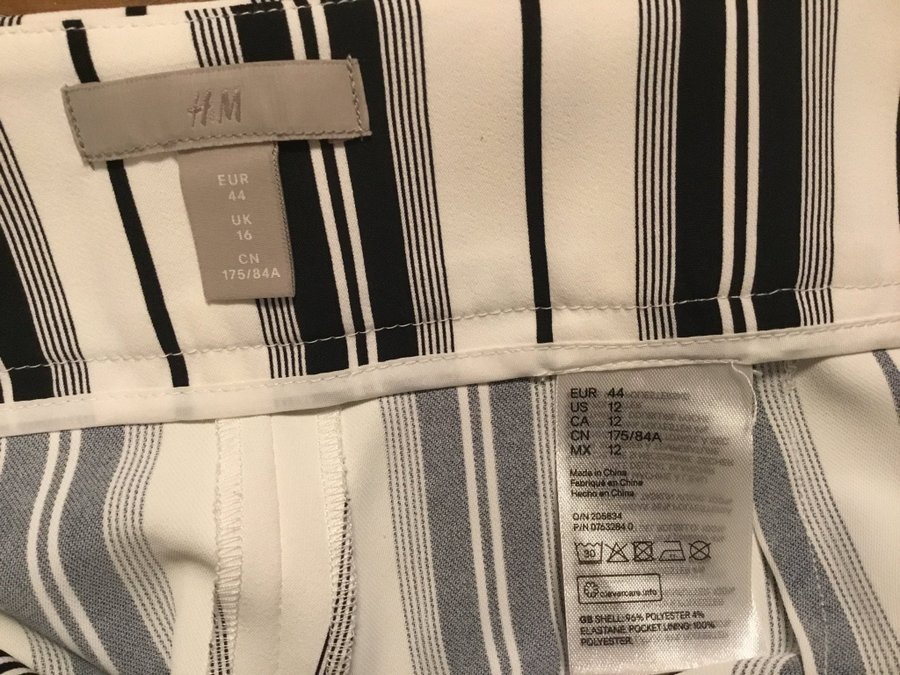 H&M
EUR
44
UK
16
CN
175/84A
EUR 44
US 12
CA 12
CN 175/84A
MX 12
Made in China
Fabriqué en Chine
Hecho en China
O/N 205834
P/N 0763284 0
30
clevercare.info
GB SHELL: 96% POLYESTER 4%
ELASTANE POCKET LINING: 100%
POLYESTER